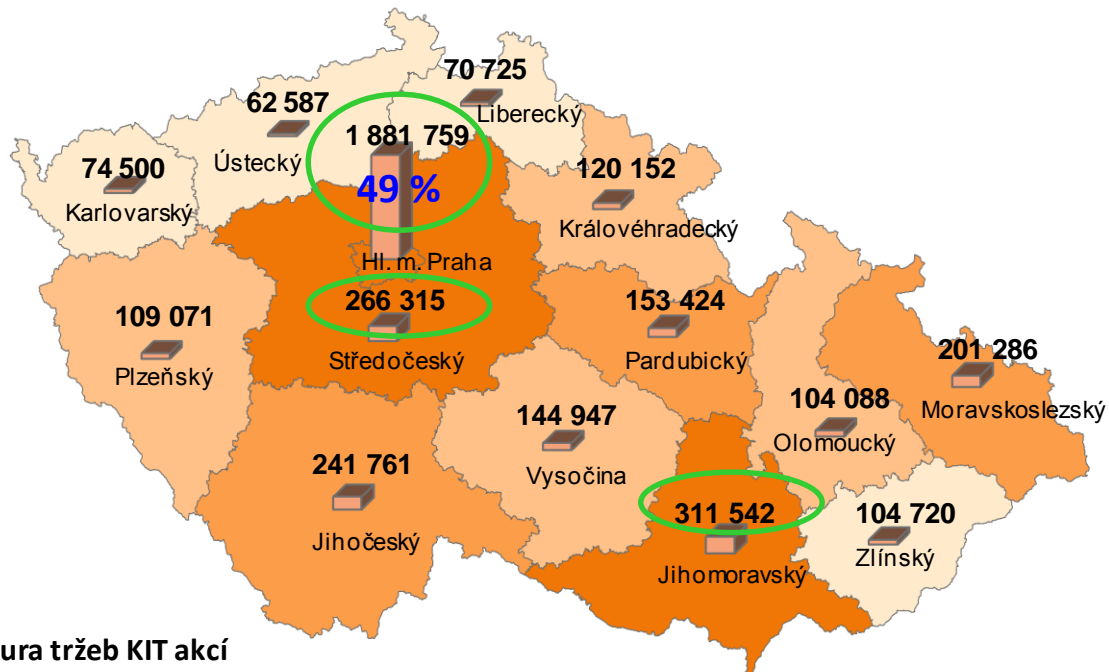 70 725
Liberecký
62 587
Ústecký
1 881 759
49 %
Hl. m. Praha
74 500
Karlovarský
120 152
Královéhradecký
266 315
Středočeský
109 071
Plzeňský
153 424
Pardubický
201 286
Moravskoslezský
144 947
Vysočina
104 088
Olomoucký
241 761
Jihočeský
311 542
Jihomoravský
104 720
Zlínský
ura tržeb KIT akcí